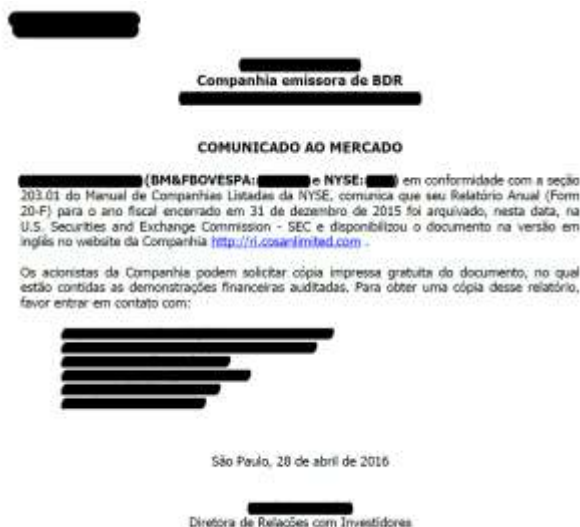 Companhia emissora de BDR
COMUNICADO AO MERCADO
(BM&FBOVESPA: e NYSE: ) em conformidade com a seção
203.01 do Manual de Companhias Listadas da NYSE, comunica que seu Relatório Anual (Form
20-F) para o ano fiscal encerrado em 31 de dezembro de 2015 foi arquivado, nesta data, na
U.S. Securities and Exchange Commission - SEC e disponibilizou o documento na versão em
inglês no website da Companhia http://ri.cosanlimited.com .
Os acionistas da Companhia podem solicitar cópia impressa gratuita do documento, no qual
estão contidas as demonstrações financeiras auditadas. Para obter uma cópia desse relatório,
favor entrar em contato com:
São Paulo, 28 de abril de 2016
Diretora de Relações com Investidores